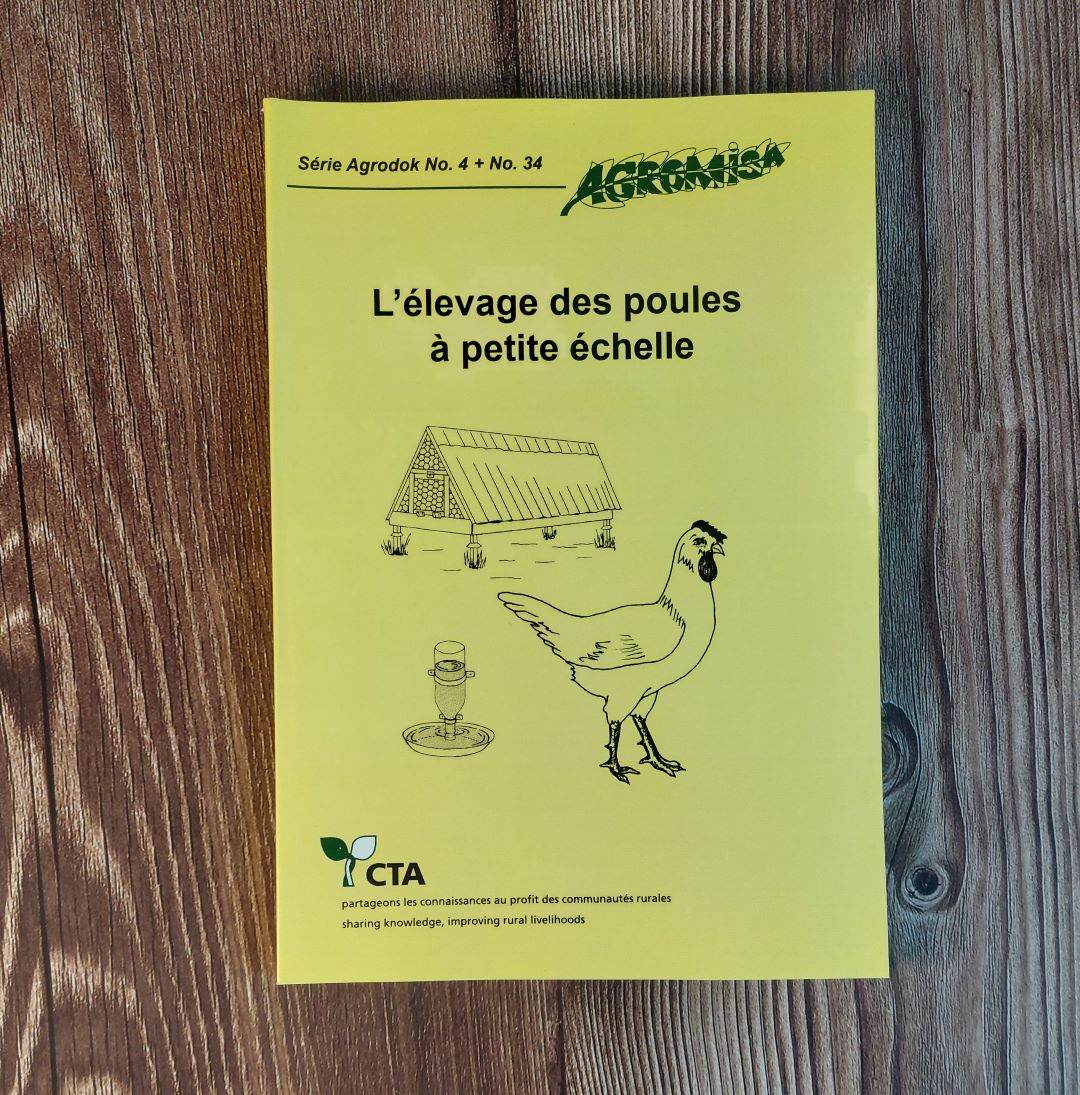 Série Agrodok No. 4 + No. 34
AGROMISA
L'élevage des poules
à petite échelle
CTA
partageons les connaissances au profit des communautés rurales
sharing knowledge, improving rural livelihoods